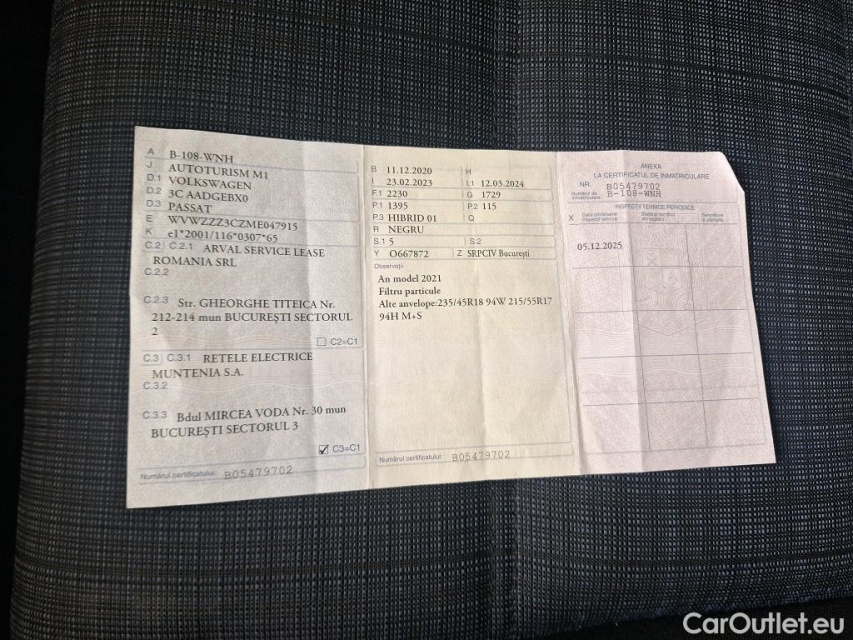 A B-108-WNH
J AUTOTURISM M1
D.1 VOLKSWAGEN
D.2 3C AADGEBX0
D.3 PASSAT
E WVWZZZ3CZME047915
K e1*2001/116*0307*65
C.2 C.2.1 ARVAL SERVICE LEASE
ROMANIA SRL
C.2.2
C.2.3 Str. GHEORGHE TITEICA Nr.
212-214 mun BUCUREȘTI SECTORUL
2
C2=C1
C.3 C.3.1 RETELE ELECTRICE
MUNTENIA S.A.
C.3.2
C.3.3 Bdul MIRCEA VODA Nr. 30 mun
BUCUREȘTI SECTORUL 3
C3=C1
Numărul certificatului: B05479702
B 11.12.2020 H
I 23.02.2023 I.1 12.03.2024
F.1 2230 G 1729
P.1 1395 P.2 115
P.3 HIBRID 01 Q
R NEGRU
S.1 5 S.2
Y O667872 Z SRPCIV București
Observații
An model 2021
Filtru particule
Alte anvelope:235/45R18 94W 215/55R17
94H M+S
Numărul certificatului: B05479702
ANEXA
LA CERTIFICATUL DE ÎNMATRICULARE
NR. B05479702
Numărul de înmatriculare B-108-WNH
INSPECȚII TEHNICE PERIODICE
X
05.12.2025
CarOutlet.eu